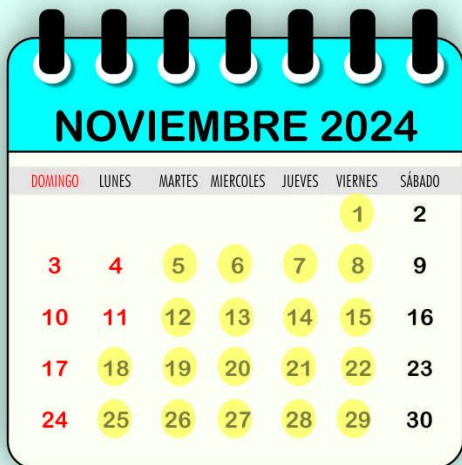 NOVIEMBRE 2024
DOMINGO LUNES MARTES MIERCOLES JUEVES VIERNES SÁBADO
1 2
3 4 5 6 7 8 9
10 11 12 13 14 15 16
17 18 19 20 21 22 23
24 25 26 27 28 29 30